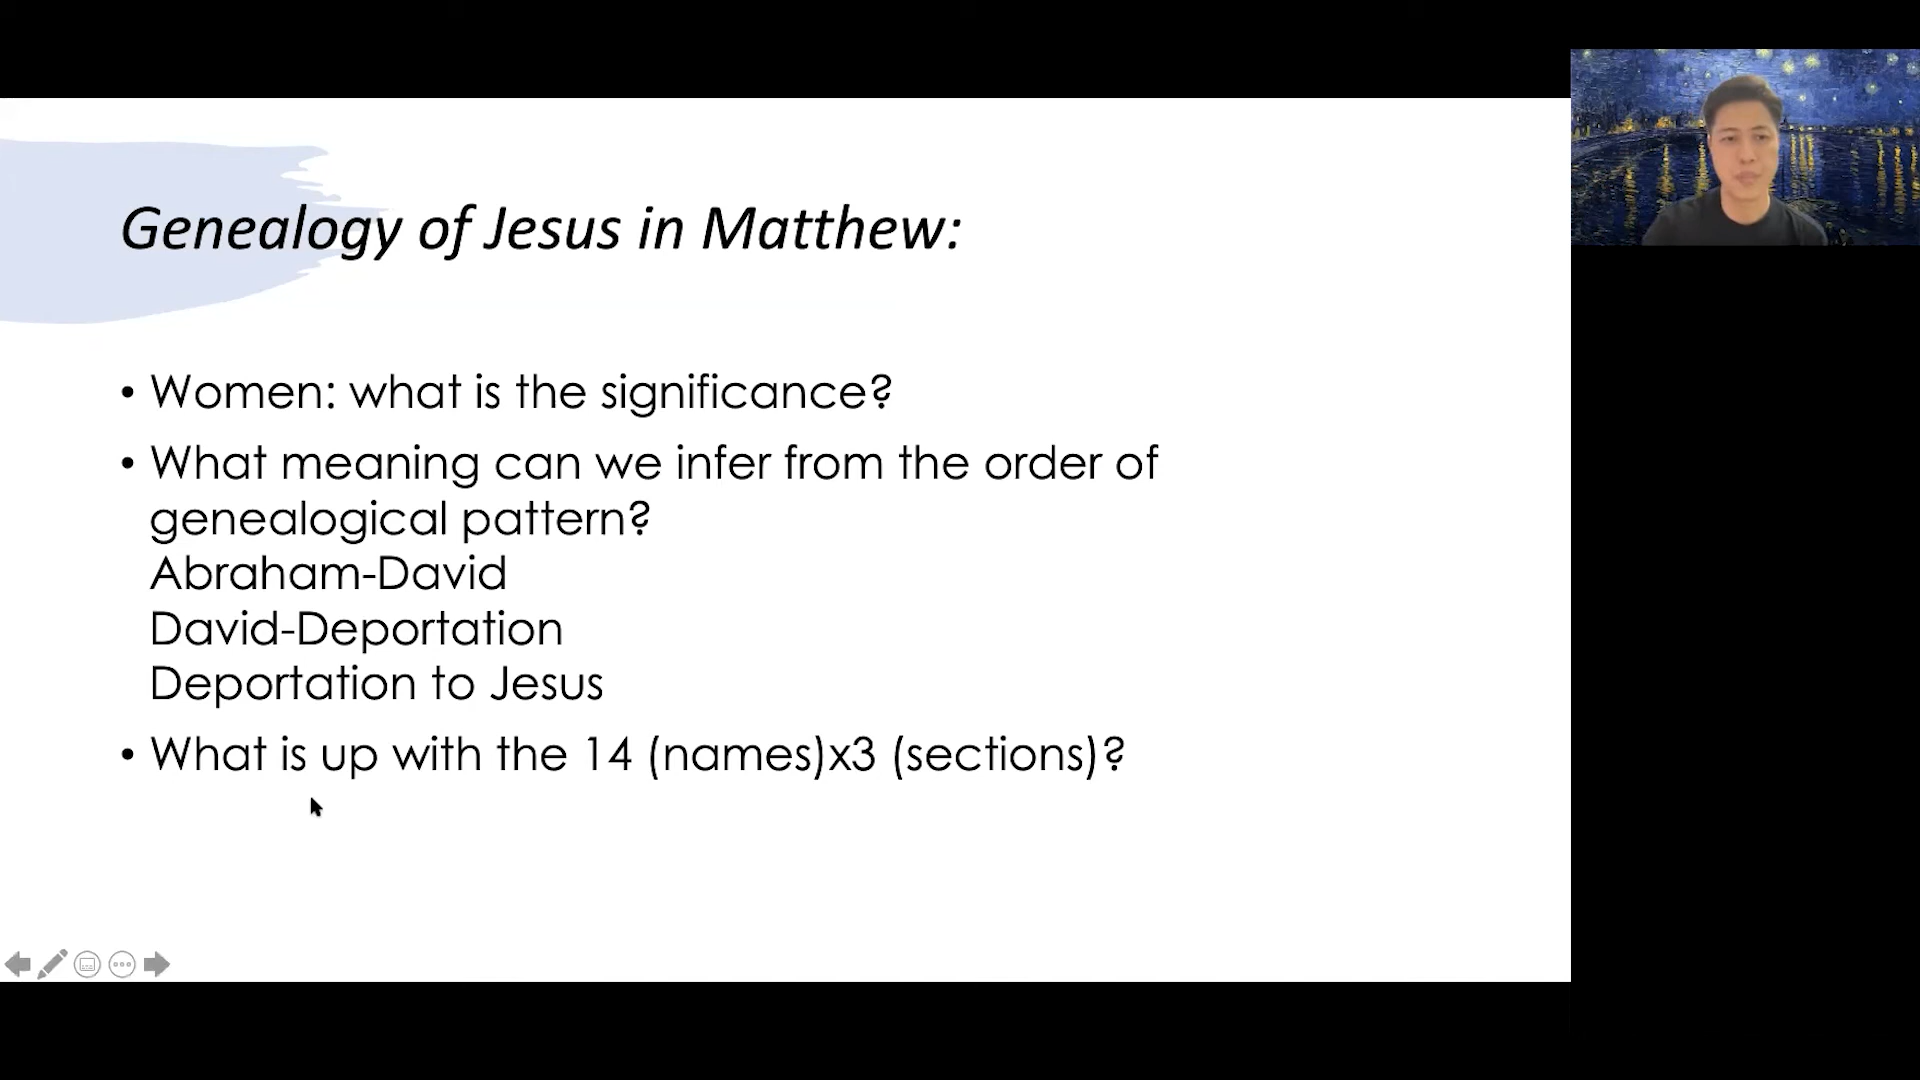 Genealogy of Jesus in Matthew:
• Women: what is the significance?
• What meaning can we infer from the order of
genealogical pattern?
Abraham-David
David-Deportation
Deportation to Jesus
• What is up with the 14 (names)x3 (sections)?